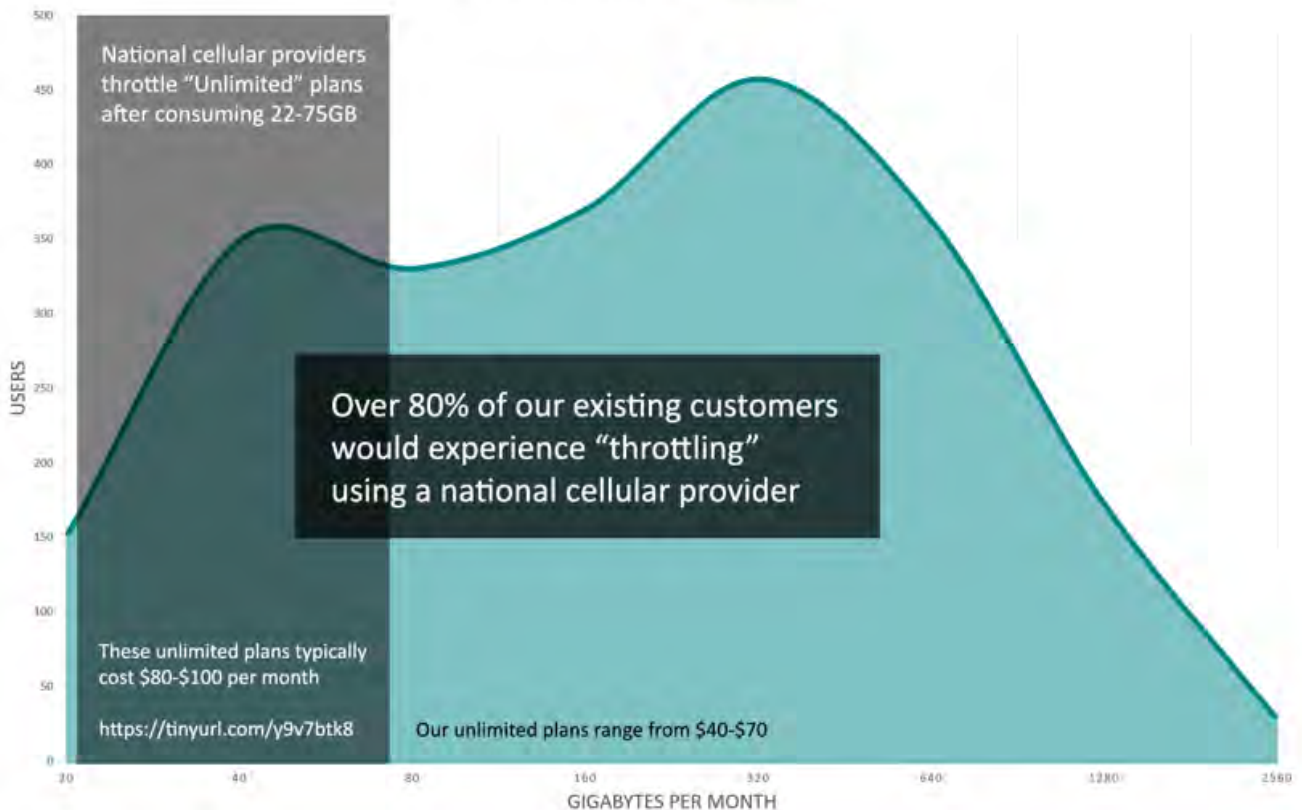 500
450
400
350
300
250
200
150
100
50
0
USERS
National cellular providers
throttle “Unlimited” plans
after consuming 22-75GB
Over 80% of our existing customers
would experience “throttling”
using a national cellular provider
These unlimited plans typically
cost $80-$100 per month
https://tinyurl.com/y9v7btk8
Our unlimited plans range from $40-$70
20 40 80 160 320 640 1280 2560
GIGABYTES PER MONTH